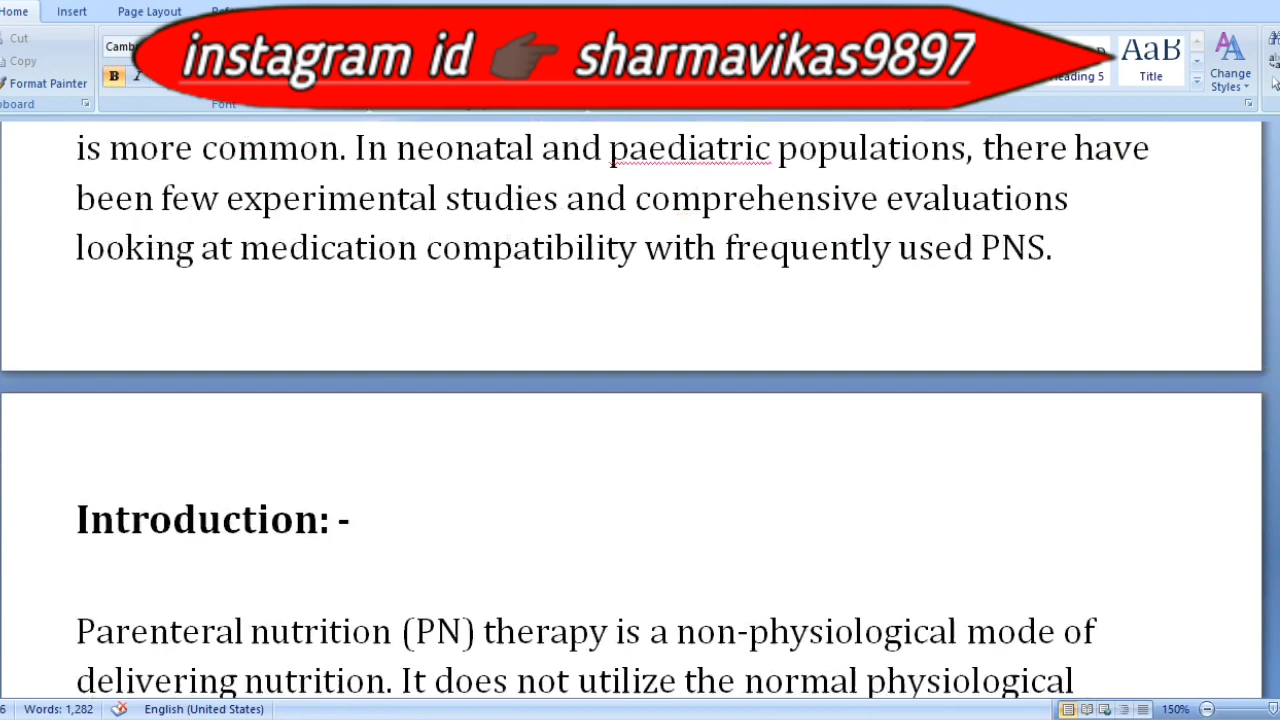 Home Insert Page Layout
instagram id 👉 sharmavikas9897
Cut
Copy
Format Painter
Camb
B I
AaB
Heading 5 Title
Change
Styles
board Font
is more common. In neonatal and paediatric populations, there have
been few experimental studies and comprehensive evaluations
looking at medication compatibility with frequently used PNS.
Introduction: -
Parenteral nutrition (PN) therapy is a non-physiological mode of
delivering nutrition. It does not utilize the normal physiological
6 Words: 1,282 English (United States) 150%